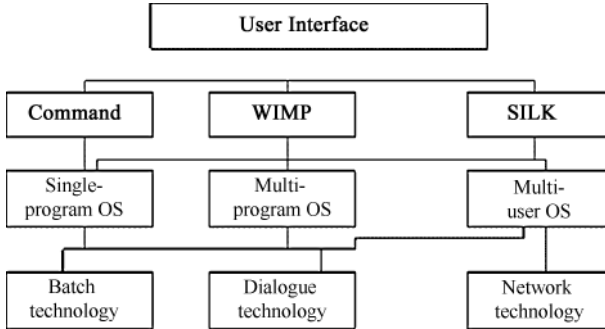 User Interface
Command
WIMP
SILK
Single-
program OS
Multi-
program OS
Multi-
user OS
Batch
technology
Dialogue
technology
Network
technology